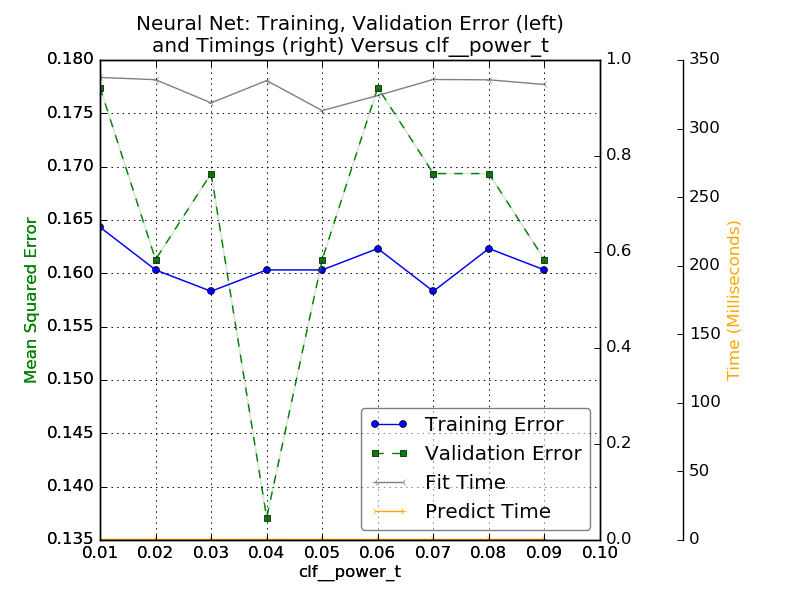 Neural Net: Training, Validation Error (left)
and Timings (right) Versus clf__power_t
Mean Squared Error
0.180
0.175
0.170
0.165
0.160
0.155
0.150
0.145
0.140
0.135
0.01 0.02 0.03 0.04 0.05 0.06 0.07 0.08 0.09 0.10
clf__power_t
Training Error
Validation Error
Fit Time
Predict Time
1.0
0.8
0.6
0.4
0.2
0.0
350
300
250
200
150
100
50
0
Time (Milliseconds)